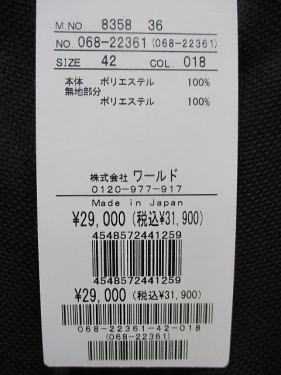 M.NO. 8358 36
NO. 068-22361 (068-22361)
SIZE 42 COL. 018
本体 ポリエステル 100%
無地部分
ポリエステル 100%
株式会社 ワールド
0120-977-917
Made in Japan
¥29,000 (税込¥31,900)
4548572441259
4548572441259
¥29,000 (税込¥31,900)
068-22361-42-018
(068-22361)